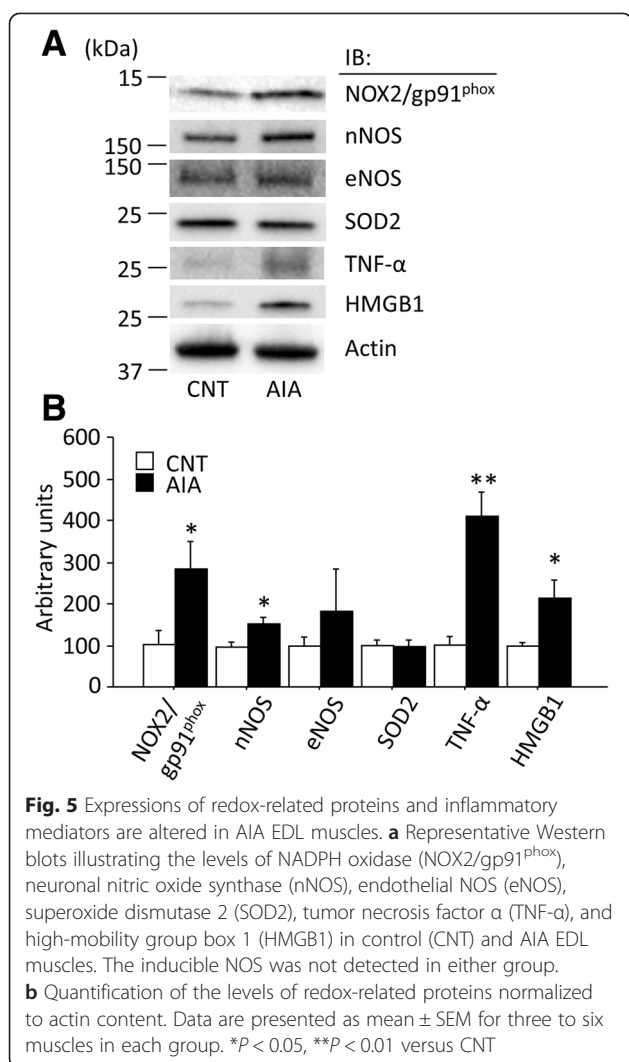 A (kDa) IB:
15 NOX2/gp91phox
nNOS
150
150 eNOS
25 SOD2
TNF-α
25
HMGB1
25
Actin
37
CNT AIA
B
600
500
400
300
200
100
0
Arbitrary units
CNT
AIA
* * ** *
NOX2/
gp91phox
nNOS
eNOS
SOD2
TNF-α
HMGB1
Fig. 5 Expressions of redox-related proteins and inflammatory
mediators are altered in AIA EDL muscles. a Representative Western
blots illustrating the levels of NADPH oxidase (NOX2/gp91phox),
neuronal nitric oxide synthase (nNOS), endothelial NOS (eNOS),
superoxide dismutase 2 (SOD2), tumor necrosis factor α (TNF-α), and
high-mobility group box 1 (HMGB1) in control (CNT) and AIA EDL
muscles. The inducible NOS was not detected in either group.
b Quantification of the levels of redox-related proteins normalized
to actin content. Data are presented as mean ± SEM for three to six
muscles in each group. *P < 0.05, **P < 0.01 versus CNT